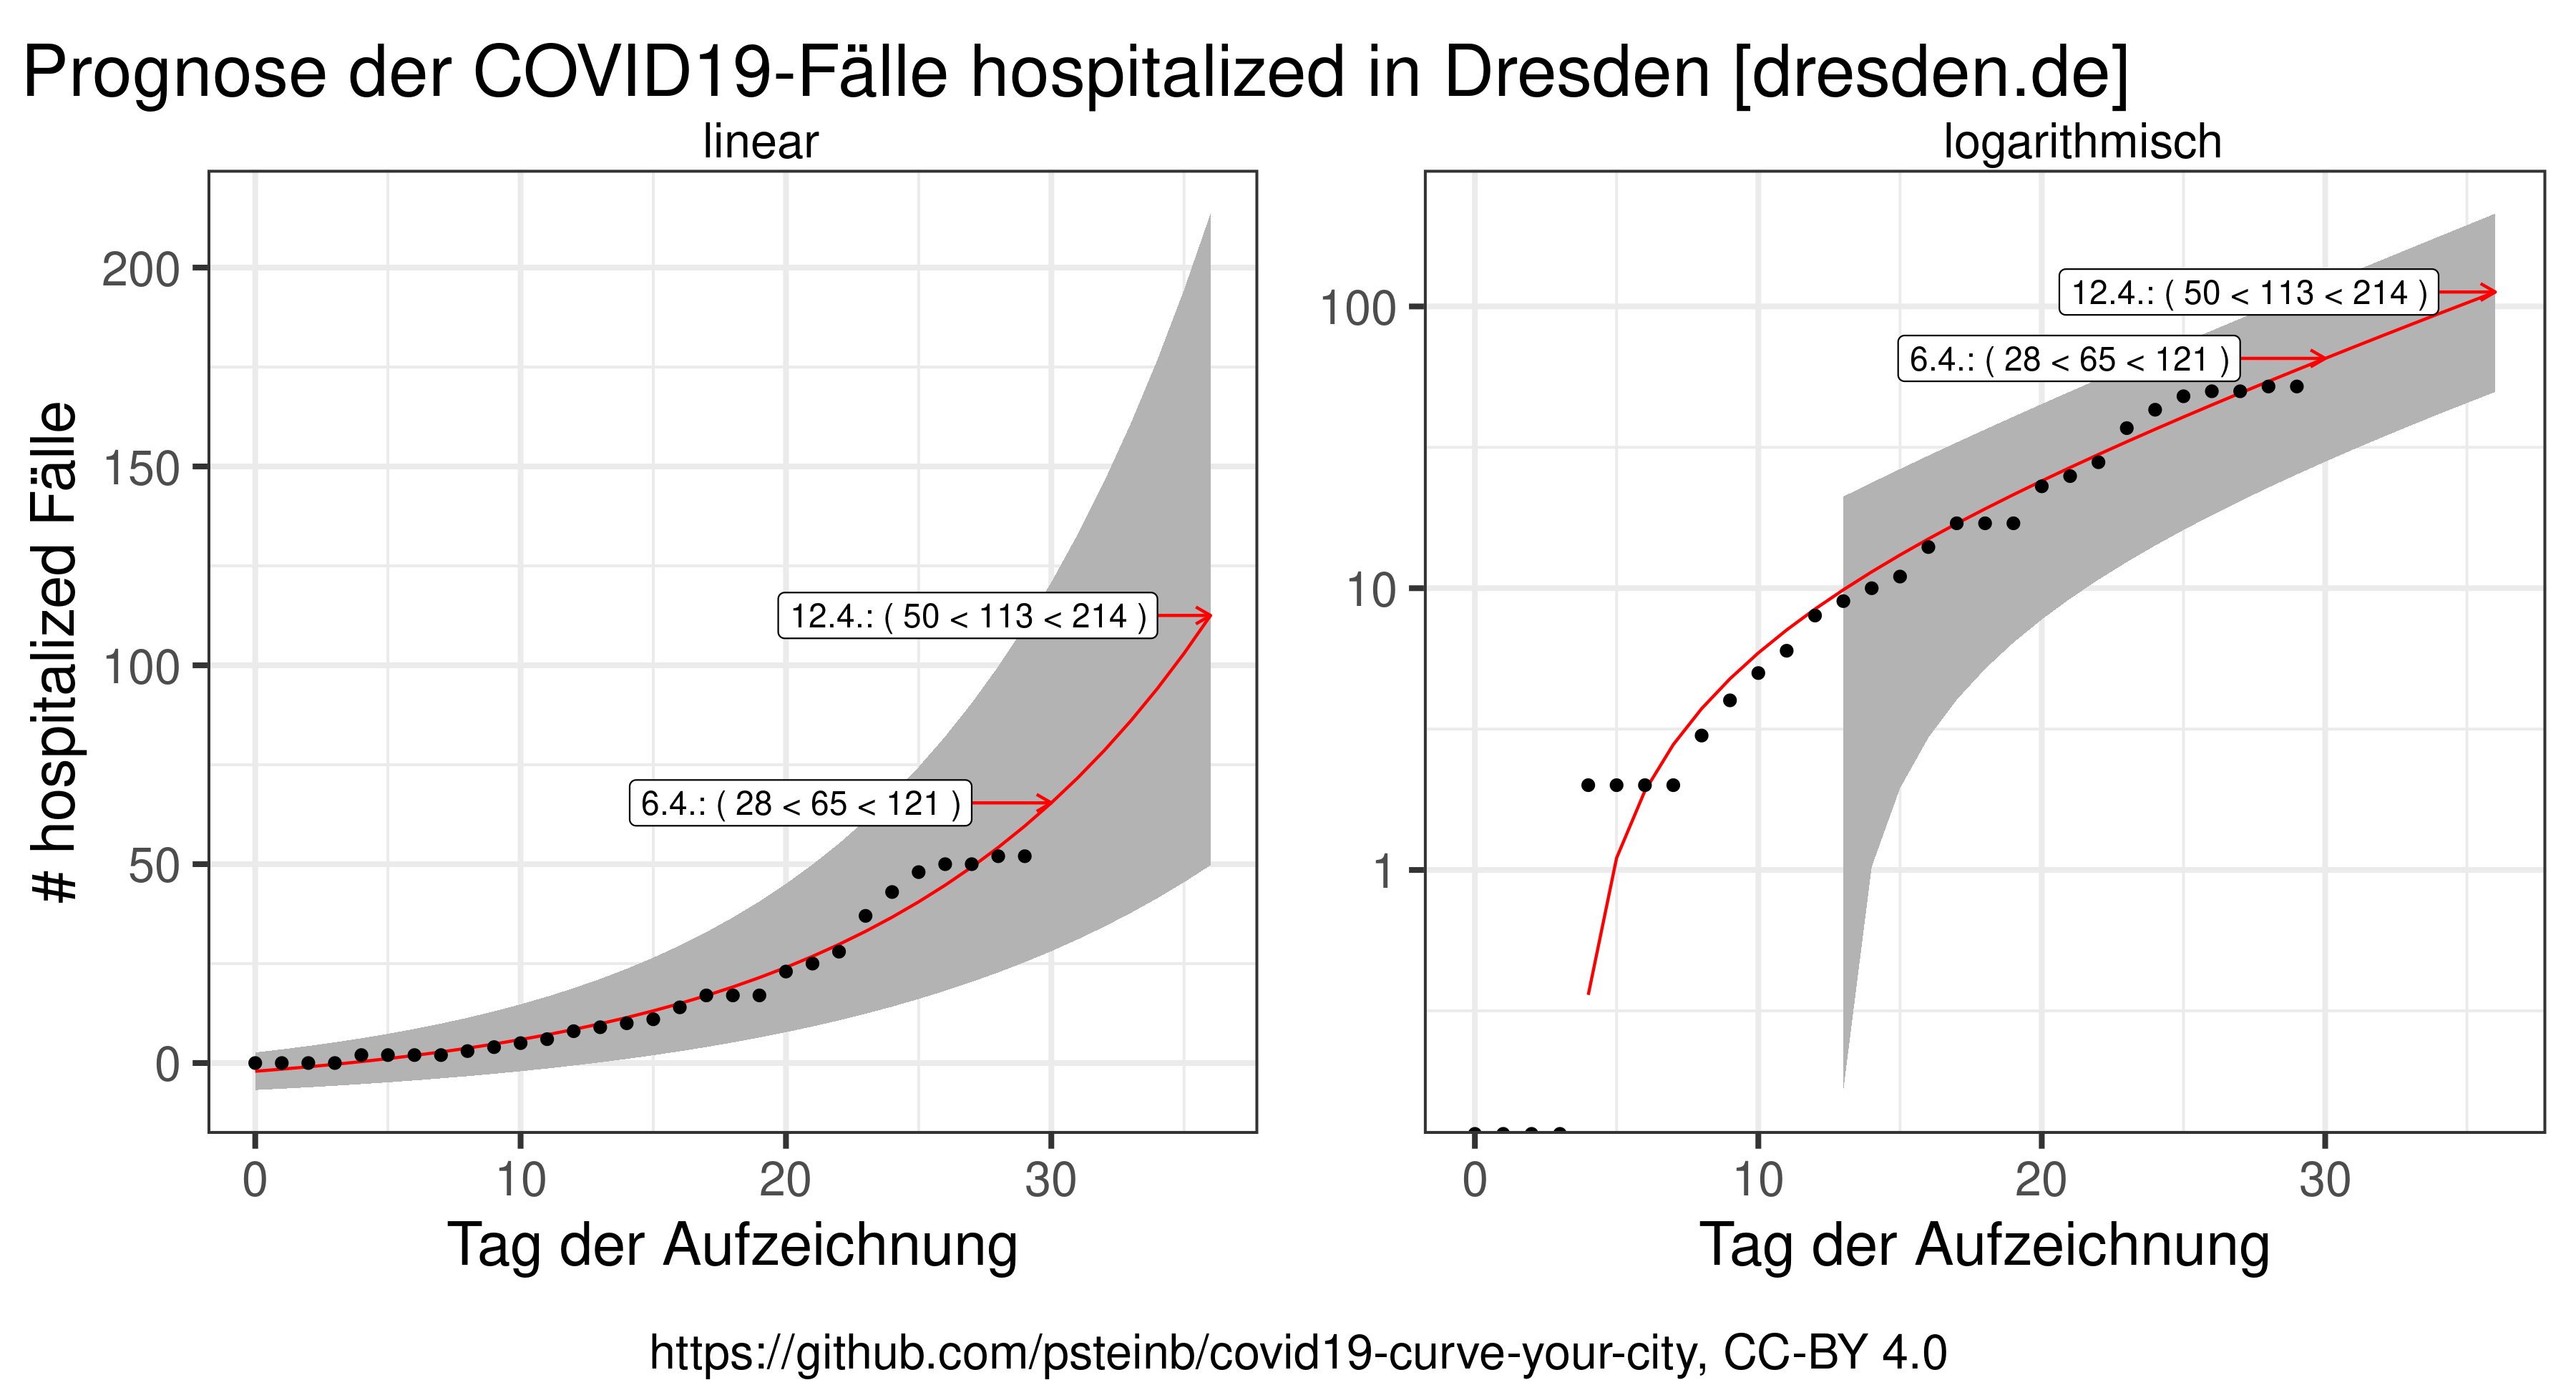 Prognose der COVID19-Fälle hospitalized in Dresden [dresden.de]
linear
# hospitalized Fälle
200
150
100
50
0
12.4.: ( 50 < 113 < 214 )
6.4.: ( 28 < 65 < 121 )
0 10 20 30
Tag der Aufzeichnung
logarithmisch
100
10
1
12.4.: ( 50 < 113 < 214 )
6.4.: ( 28 < 65 < 121 )
0 10 20 30
Tag der Aufzeichnung
https://github.com/psteinb/covid19-curve-your-city, CC-BY 4.0